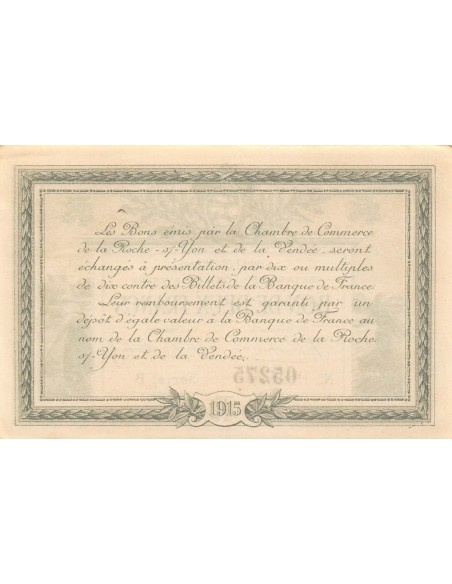 Les Bons émis par la Chambre de Commerce
de la Roche-s/-Yon et de la Vendée, seront
échangés à présentation, par dix ou multiples
de dix contre des Billets de la Banque de France.
Leur remboursement est garanti par un
dépôt d'égale valeur à la Banque de France au
nom de la Chambre de Commerce de la Roche
s/-Yon et de la Vendée.
05275
1915